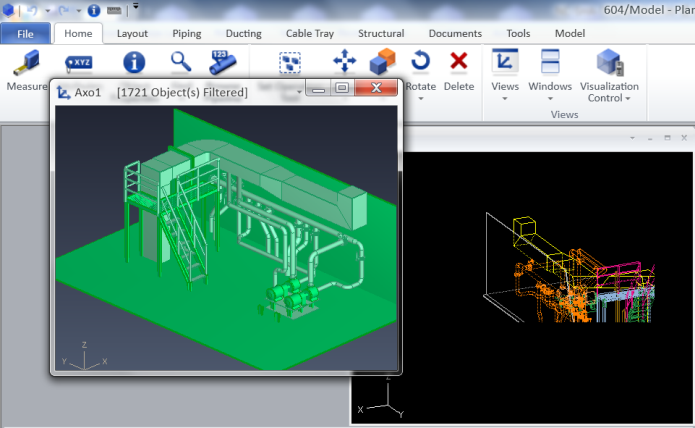 604/Model - Plan
File Home Layout Piping Ducting Cable Tray Structural Documents Tools Model
XYZ 123
Measure Rotate Delete Views Windows Visualization
Control
Views
Axo1 [1721 Object(s) Filtered]
Z
Y X
Z
X Y